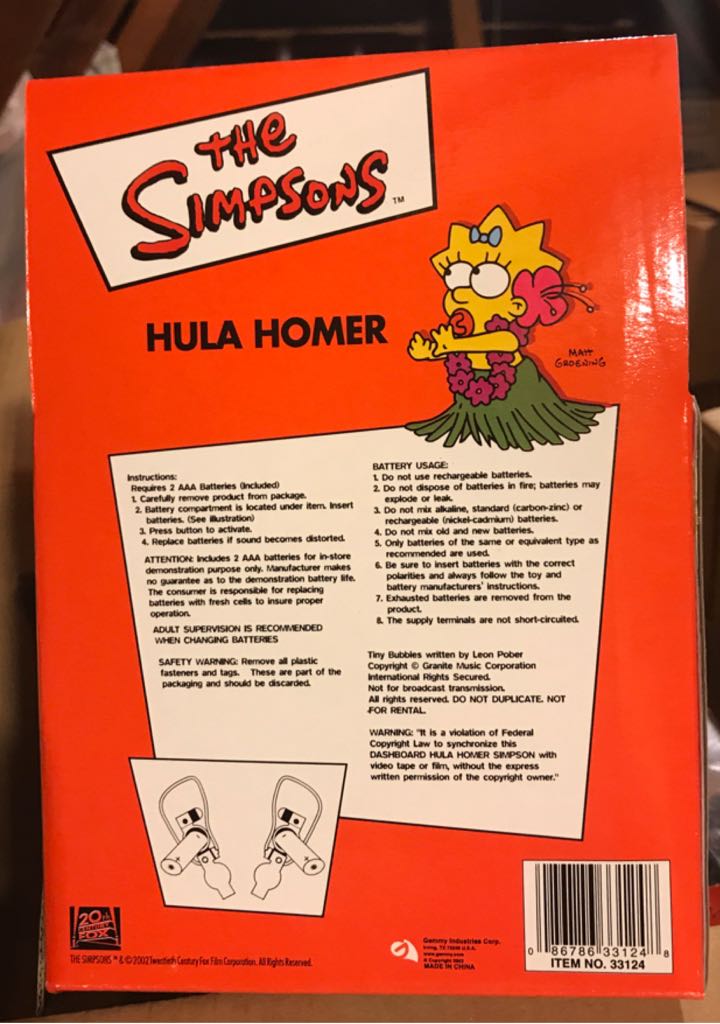 THE
SIMPSONS™
HULA HOMER
MATT
GROENING
Instructions:
Requires 2 AAA Batteries (Included)
1. Carefully remove product from package.
2. Battery compartment is located under item. Insert
batteries. (See illustration)
3. Press button to activate.
4. Replace batteries if sound becomes distorted.
ATTENTION: Includes 2 AAA batteries for in-store
demonstration purpose only. Manufacturer makes
no guarantee as to the demonstration battery life.
The consumer is responsible for replacing
batteries with fresh cells to insure proper
operation.
ADULT SUPERVISION IS RECOMMENDED
WHEN CHANGING BATTERIES
SAFETY WARNING: Remove all plastic
fasteners and tags. These are part of the
packaging and should be discarded.
BATTERY USAGE:
1. Do not use rechargeable batteries.
2. Do not dispose of batteries in fire; batteries may
explode or leak.
3. Do not mix alkaline, standard (carbon-zinc) or
rechargeable (nickel-cadmium) batteries.
4. Do not mix old and new batteries.
5. Only batteries of the same or equivalent type as
recommended are used.
6. Be sure to insert batteries with the correct
polarities and always follow the toy and
battery manufacturers' instructions.
7. Exhausted batteries are removed from the
product.
8. The supply terminals are not short-circuited.
Tiny Bubbles written by Leon Pober
Copyright © Granite Music Corporation
International Rights Secured.
Not for broadcast transmission.
All rights reserved. DO NOT DUPLICATE. NOT
FOR RENTAL.
WARNING: "It is a violation of Federal
Copyright Law to synchronize this
DASHBOARD HULA HOMER SIMPSON with
video tape or film, without the express
written permission of the copyright owner."
20th
CENTURY
FOX
THE SIMPSONS™ & © 2002 Twentieth Century Fox Film Corporation. All Rights Reserved.
Gemmy Industries Corp.
Irving, TX U.S.A.
www.gemmy.com
© Copyright 2002
MADE IN CHINA
0 86786 33124 8
ITEM NO. 33124